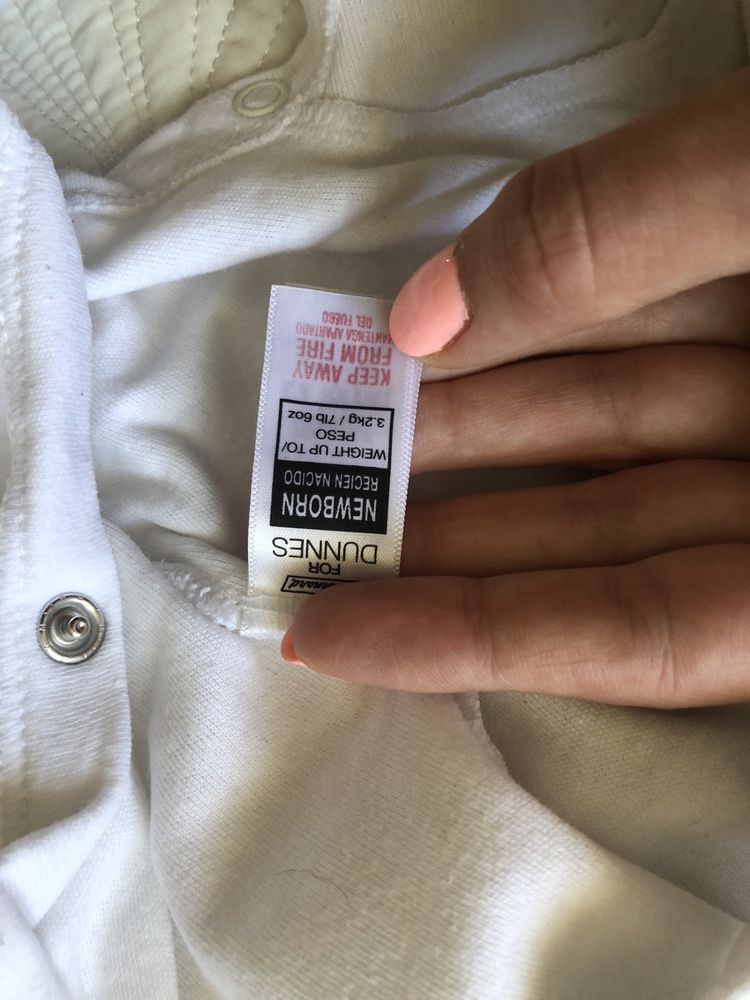 FOR
DUNNES
NEWBORN
RECIEN NACIDO
WEIGHT UP TO/
PESO
3.2kg / 7lb 6oz
KEEP AWAY
FROM FIRE
MANTENGA APARTADO
DEL FUEGO